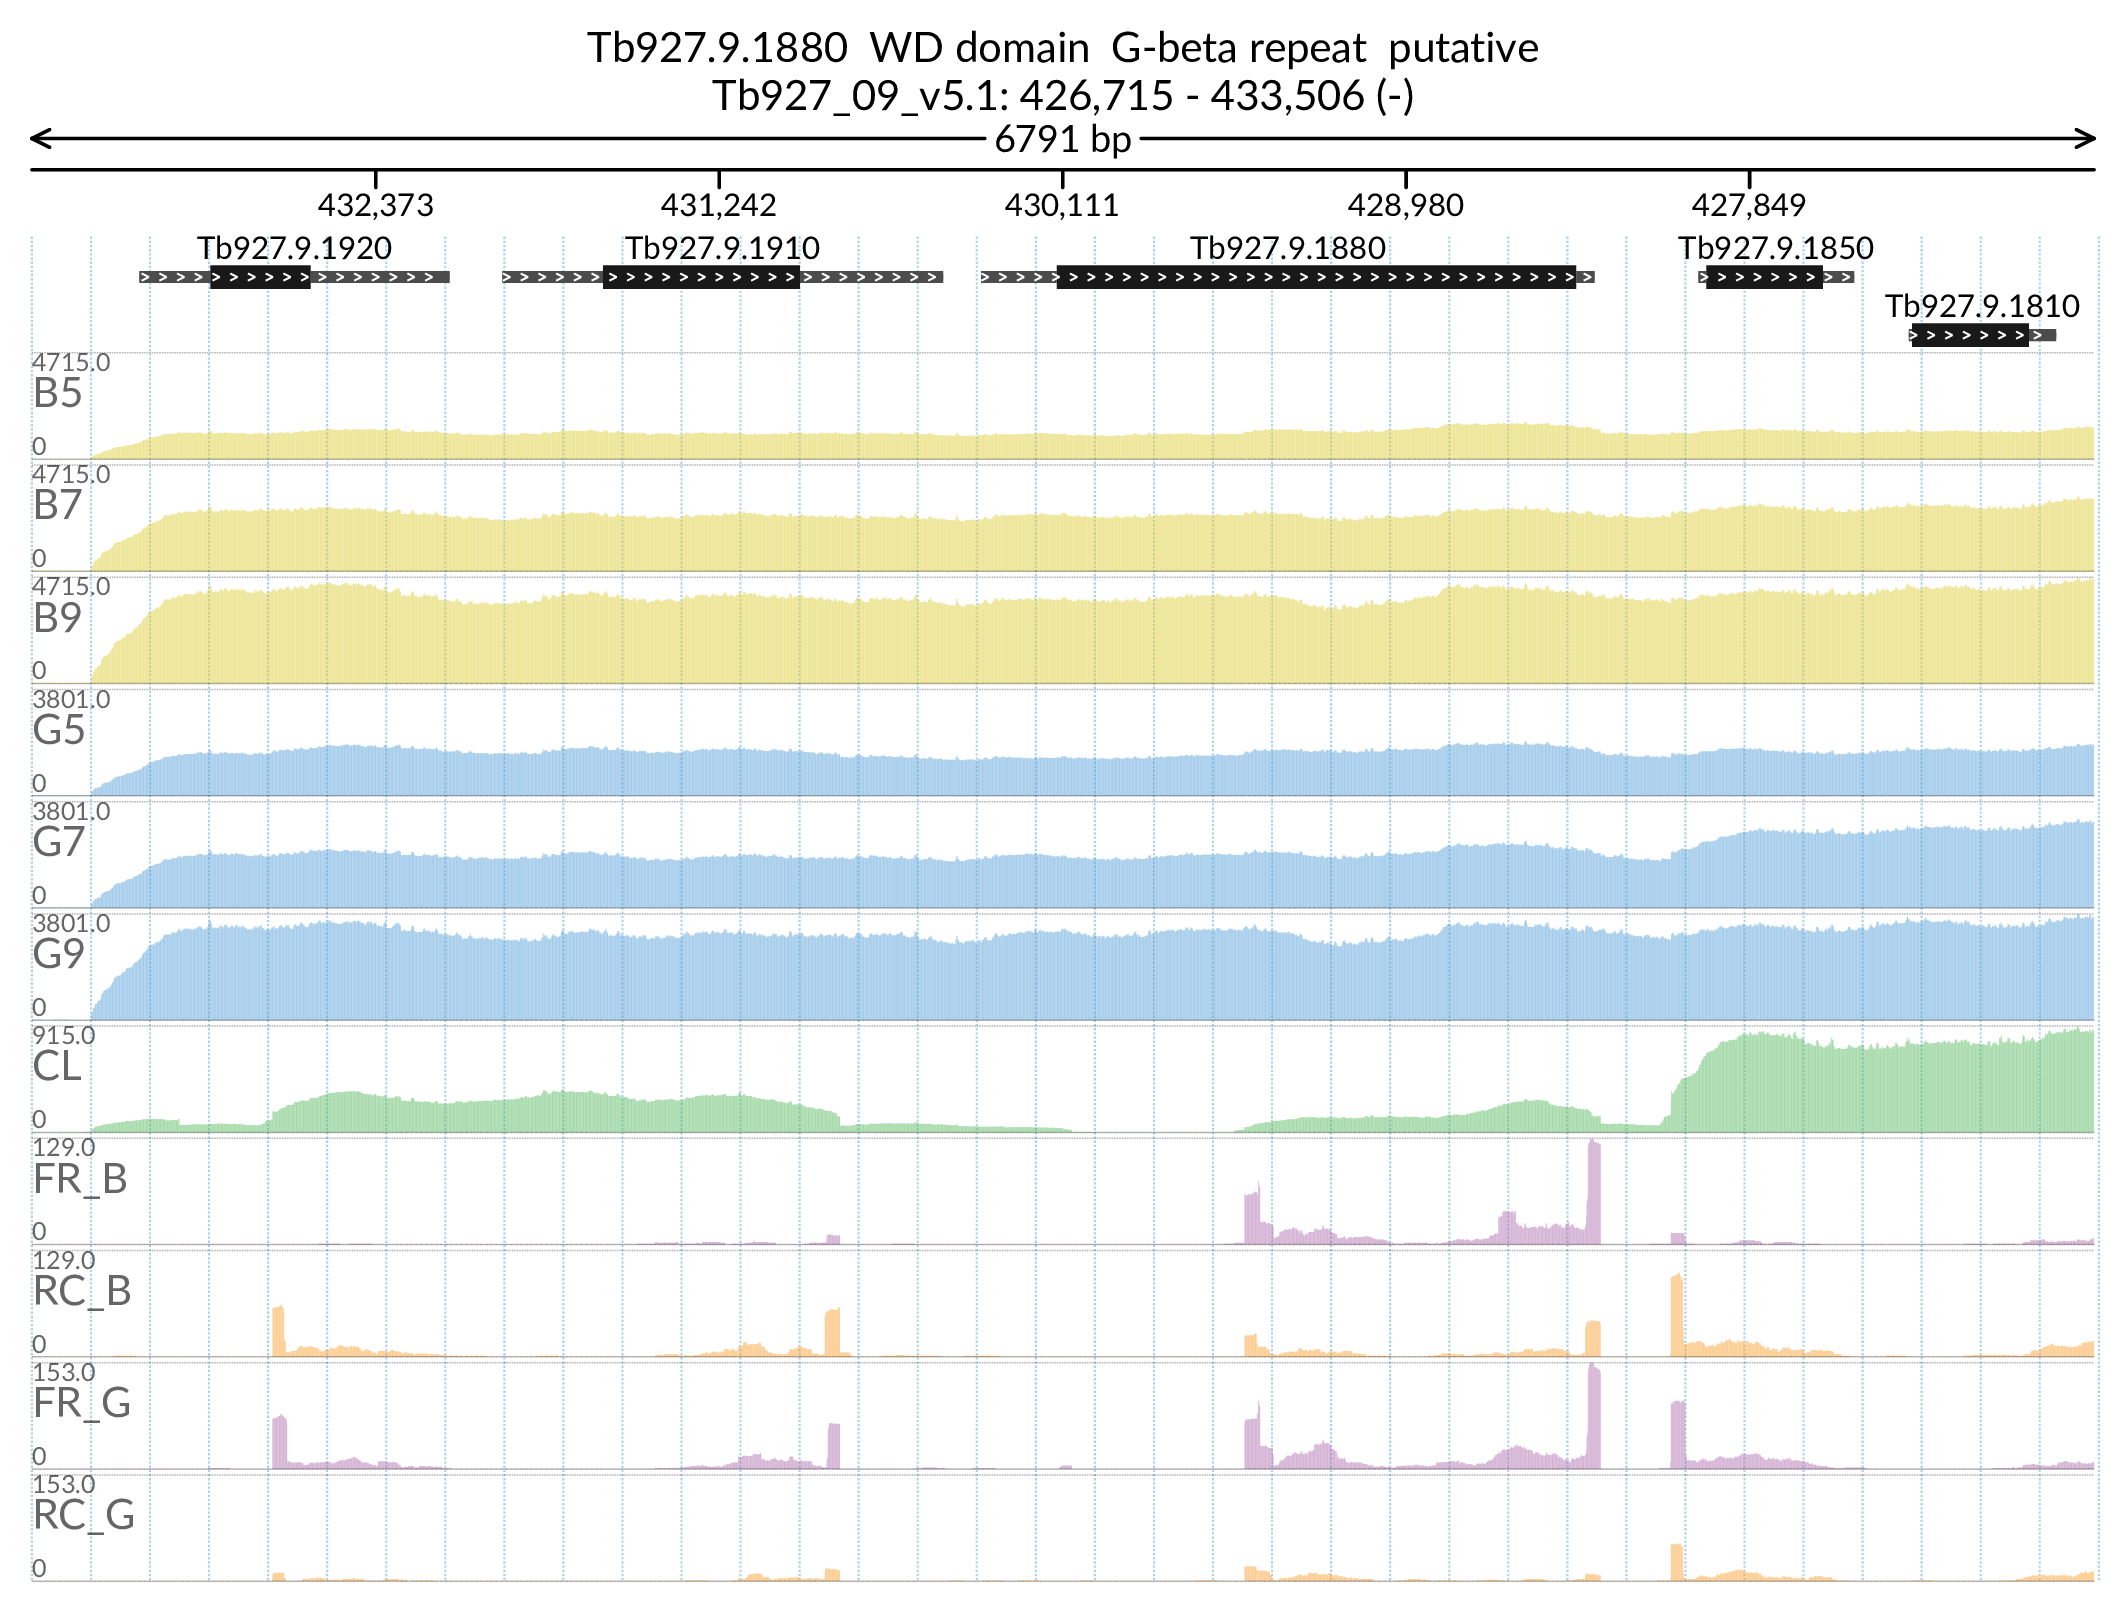 Tb927.9.1880 WD domain G-beta repeat putative
Tb927_09_v5.1: 426,715 - 433,506 (-)
6791 bp
432,373 431,242 430,111 428,980 427,849
Tb927.9.1920 Tb927.9.1910 Tb927.9.1880 Tb927.9.1850
Tb927.9.1810
4715.0
B5
0
4715.0
B7
0
4715.0
B9
0
3801.0
G5
0
3801.0
G7
0
3801.0
G9
0
915.0
CL
0
129.0
FR_B
0
129.0
RC_B
0
153.0
FR_G
0
153.0
RC_G
0